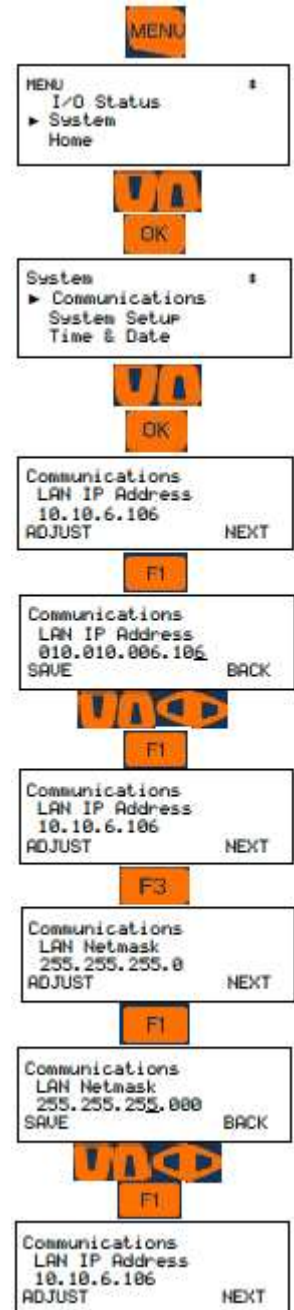 MENU
MENU
I/O Status
► System
Home
OK
System
► Communications
System Setup
Time & Date
OK
Communications
LAN IP Address
10.10.6.106
ADJUST NEXT
F1
Communications
LAN IP Address
010.010.006.106
SAVE BACK
F1
Communications
LAN IP Address
10.10.6.106
ADJUST NEXT
F3
Communications
LAN Netmask
255.255.255.0
ADJUST NEXT
F1
Communications
LAN Netmask
255.255.255.000
SAVE BACK
F1
Communications
LAN IP Address
10.10.6.106
ADJUST NEXT